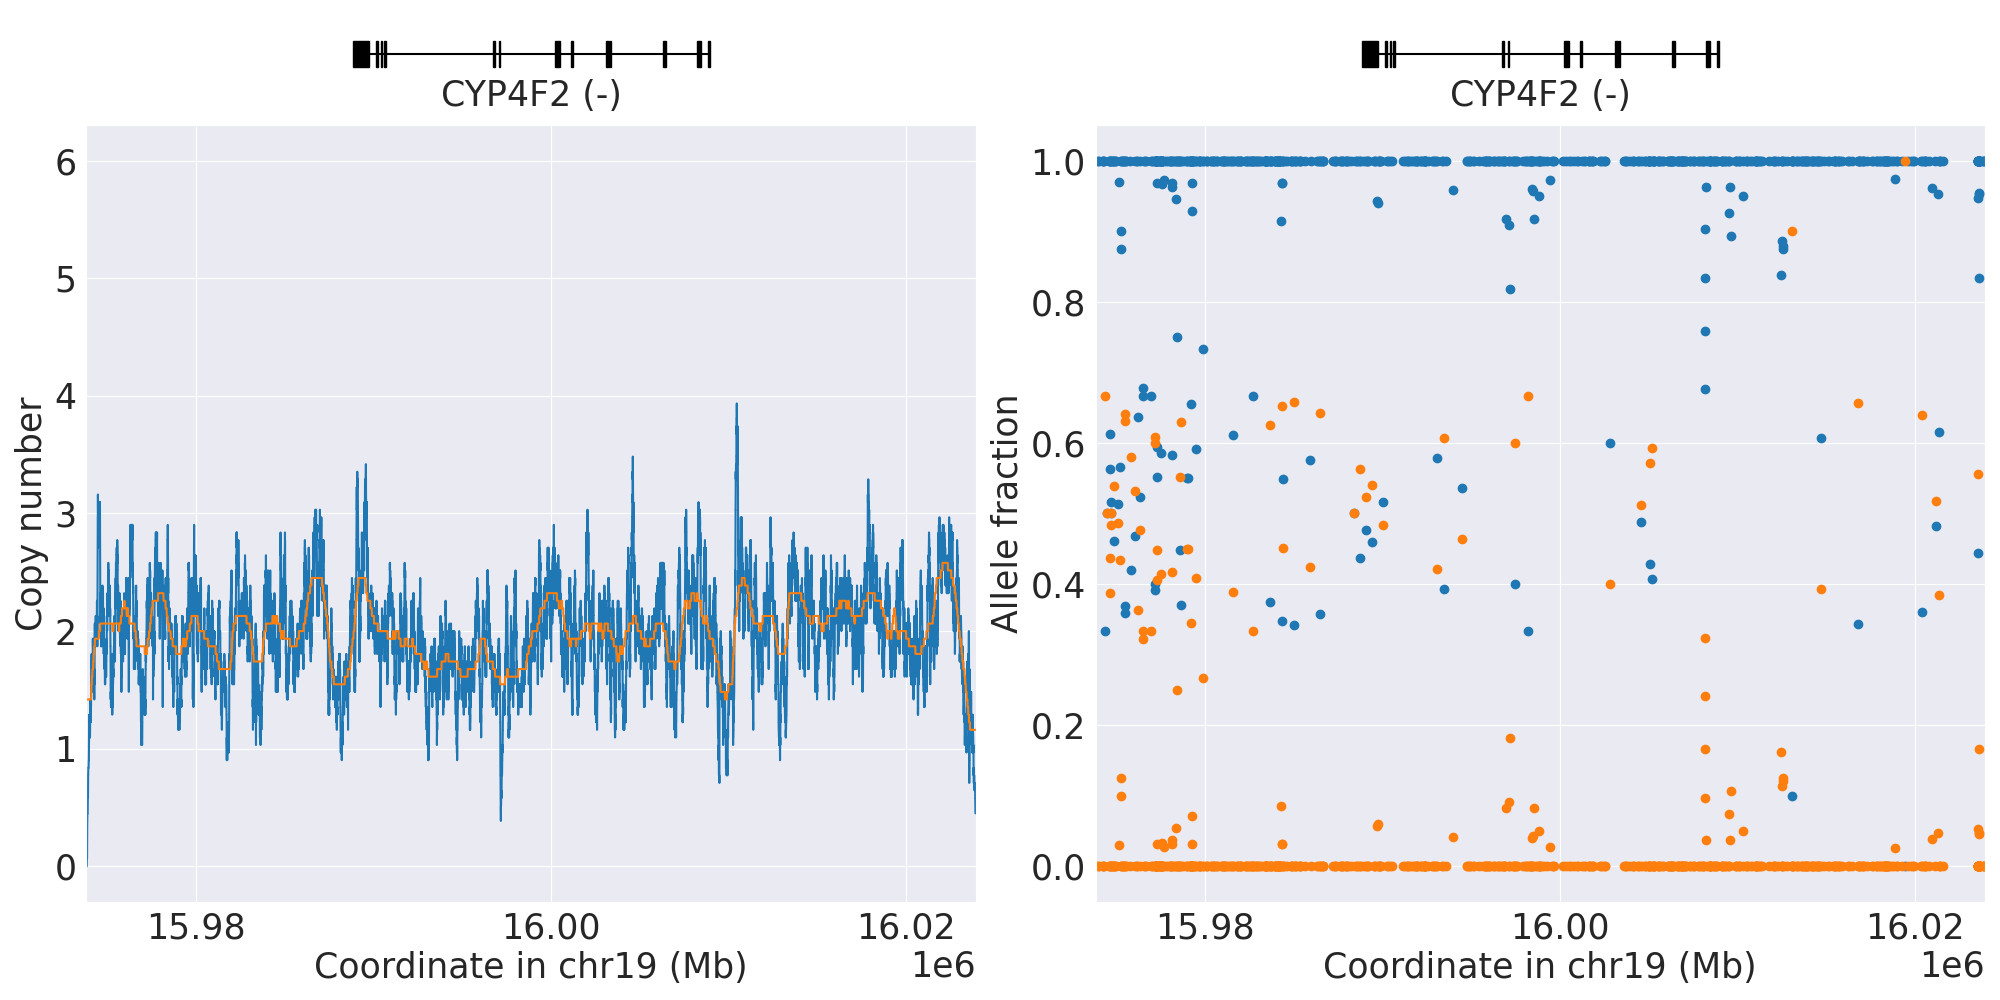 CYP4F2 (-)
CYP4F2 (-)
Copy number
6
5
4
3
2
1
0
15.98
16.00
16.02
Coordinate in chr19 (Mb)
1e6
Allele fraction
1.0
0.8
0.6
0.4
0.2
0.0
15.98
16.00
16.02
Coordinate in chr19 (Mb)
1e6